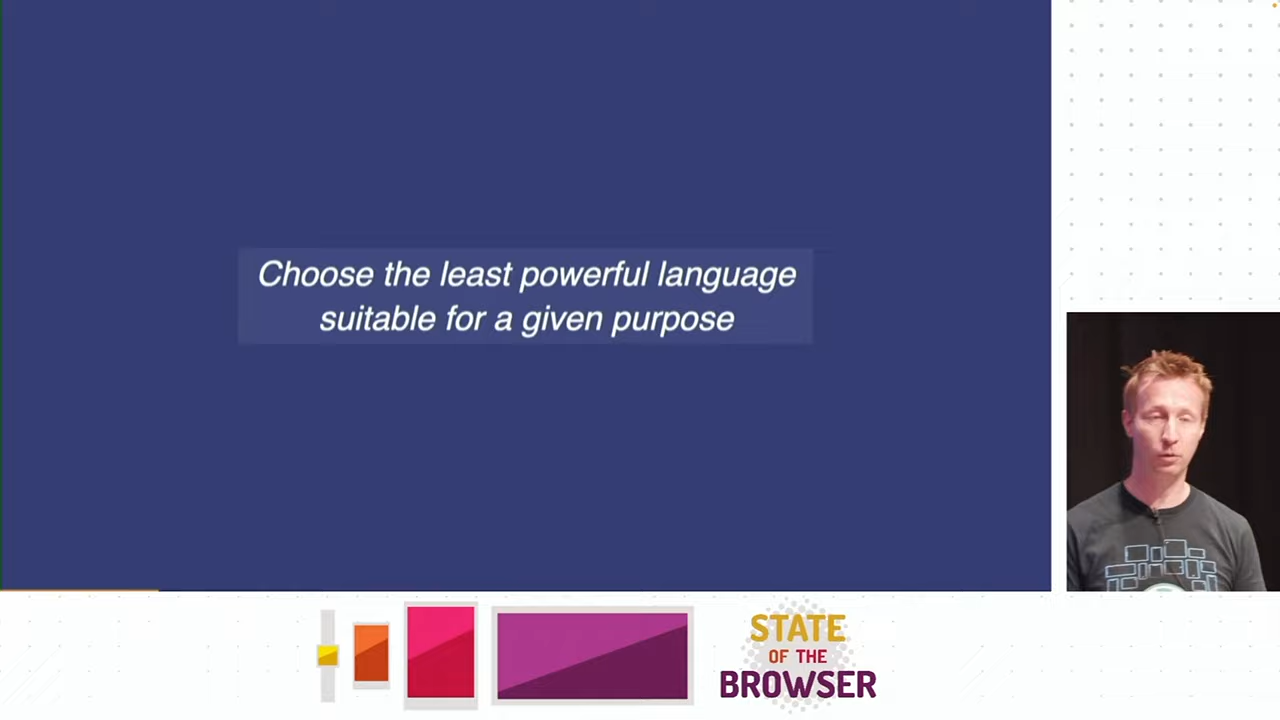 Choose the least powerful language
suitable for a given purpose
STATE
OF THE
BROWSER